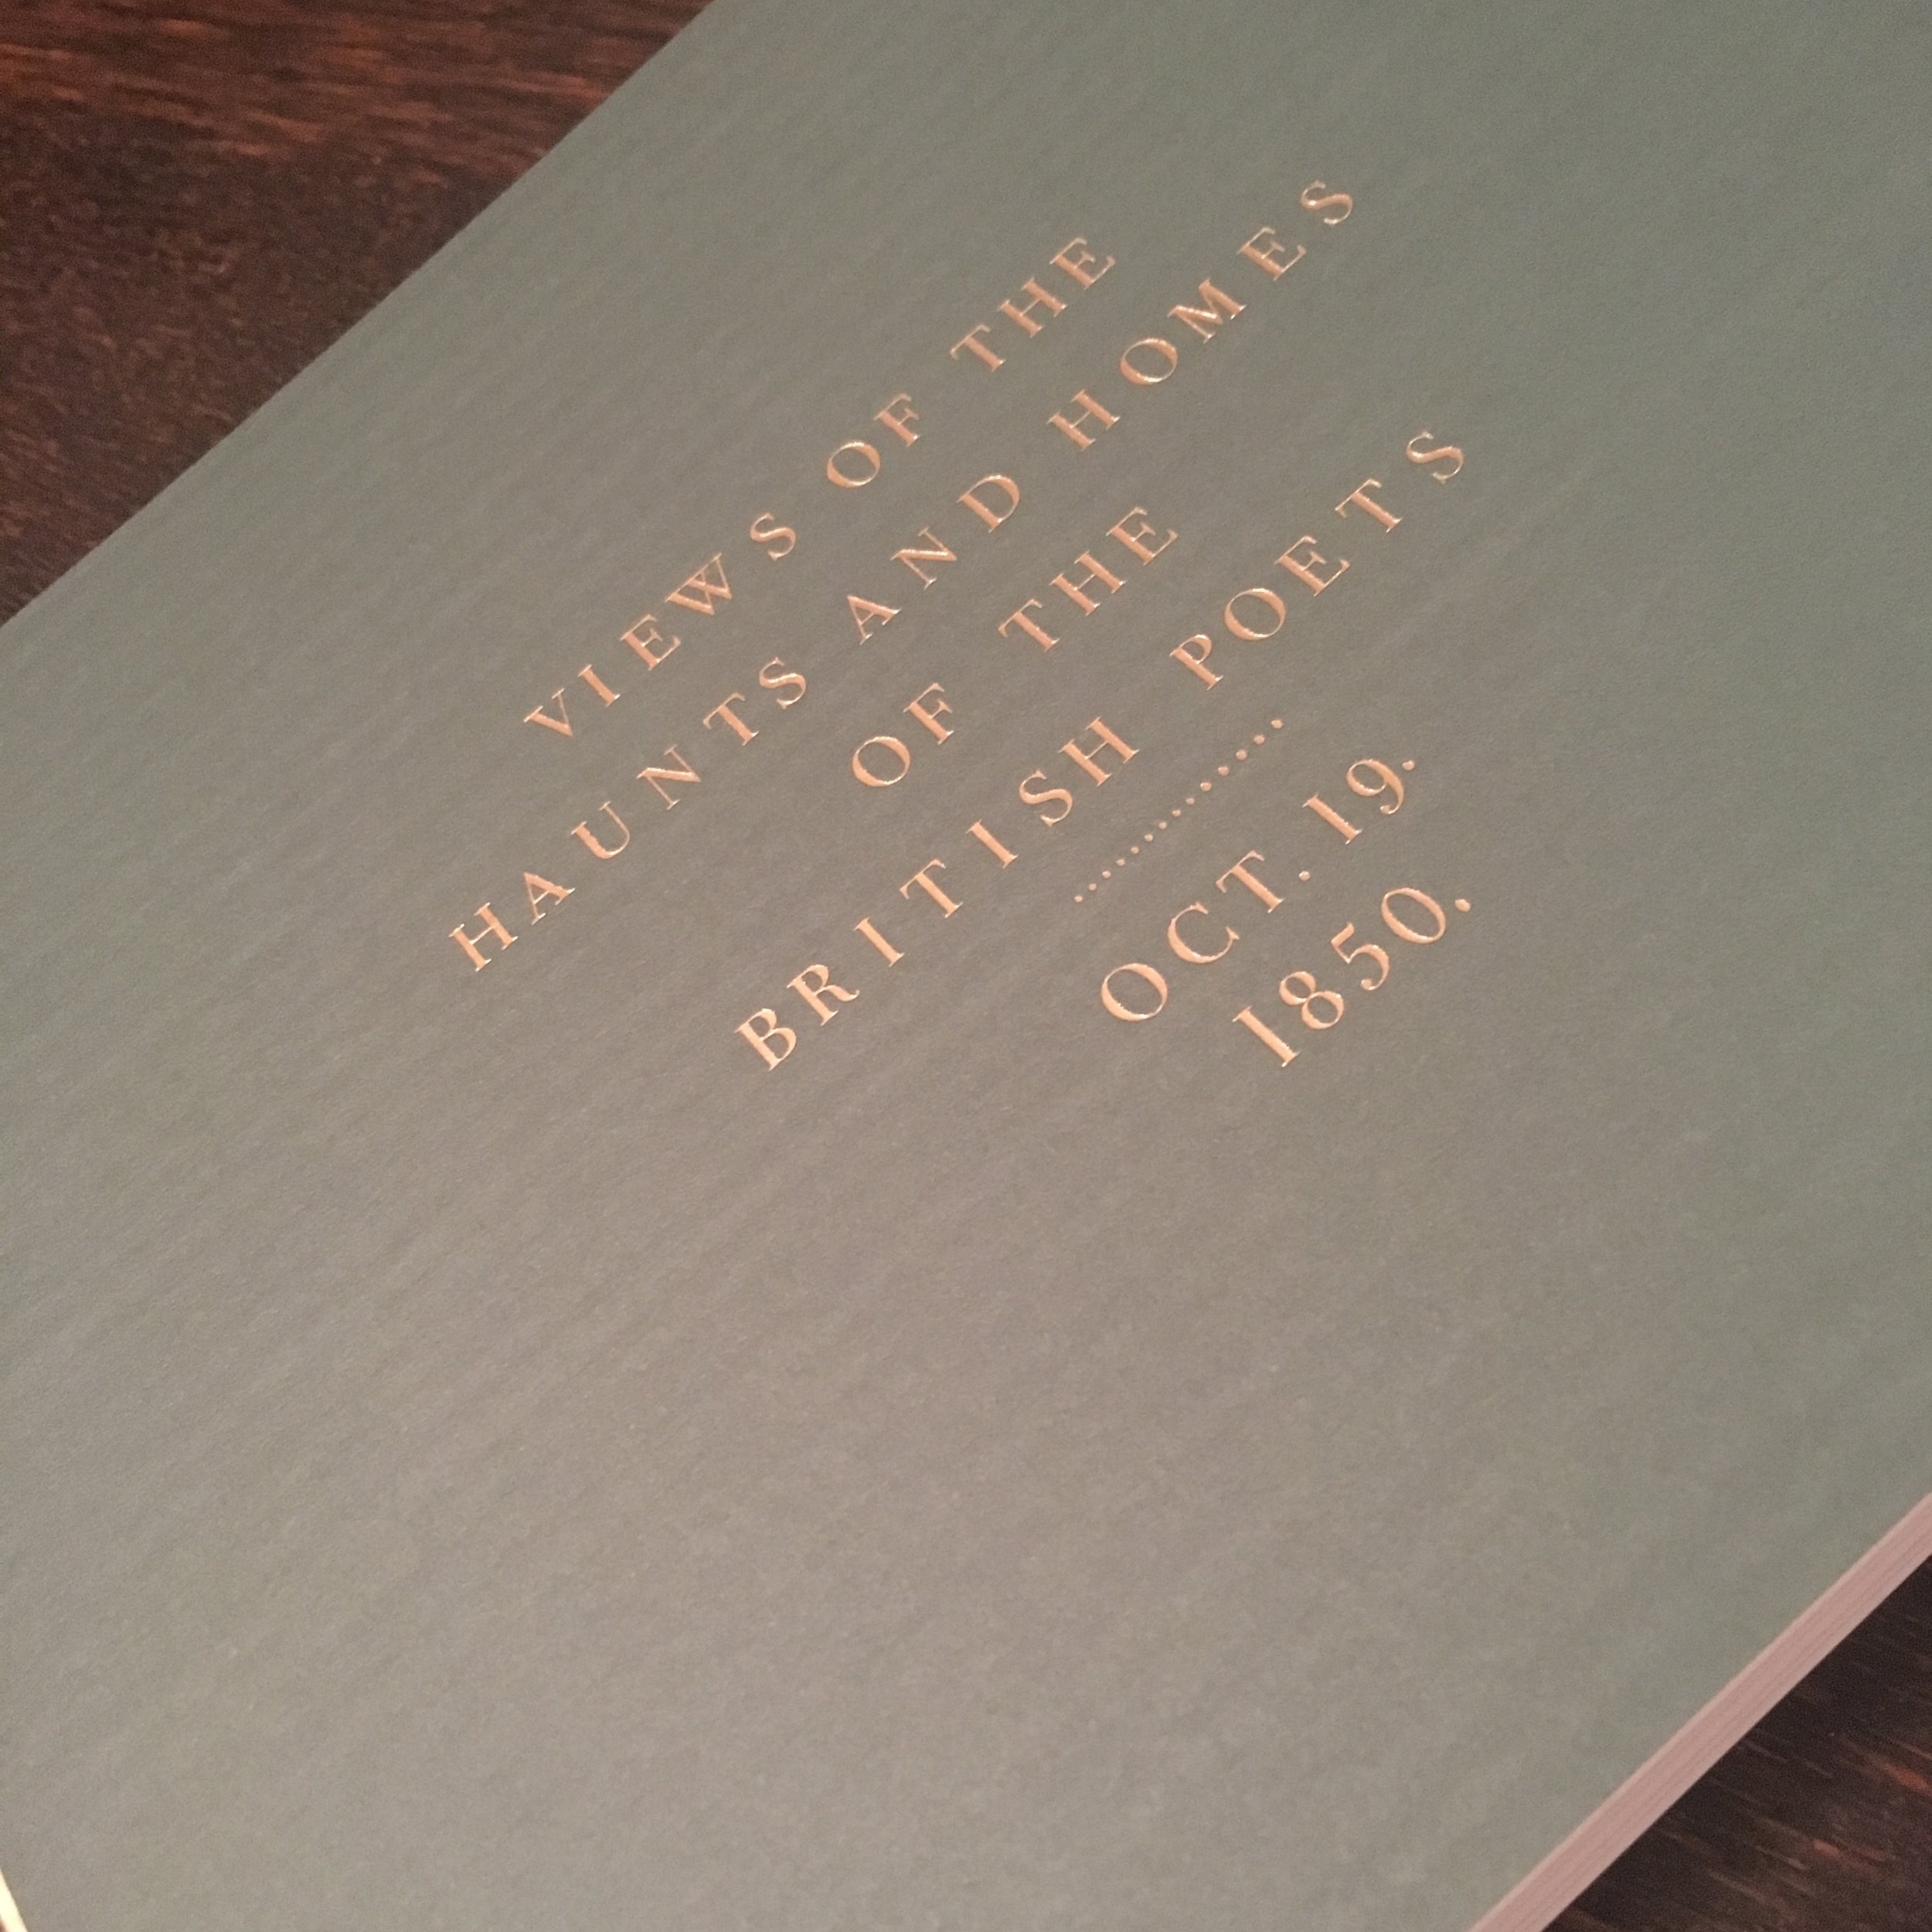 VIEWS OF THE
HAUNTS AND HOMES
OF THE
BRITISH POETS
..............
OCT. 19.
1850.